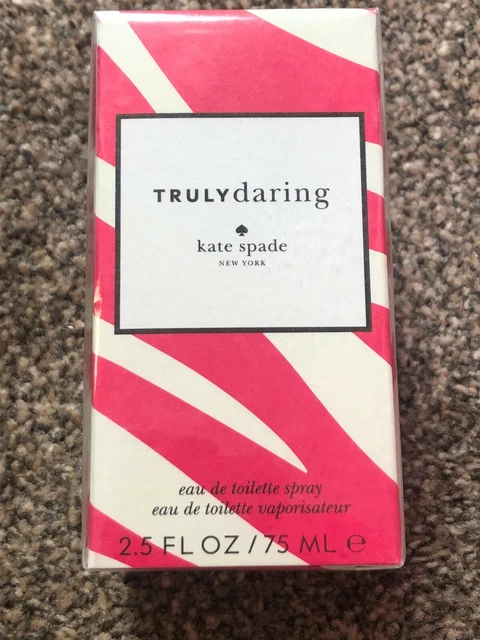 TRULYdaring
kate spade
NEW YORK
eau de toilette spray
eau de toilette vaporisateur
2.5 FL OZ / 75 ML ℮